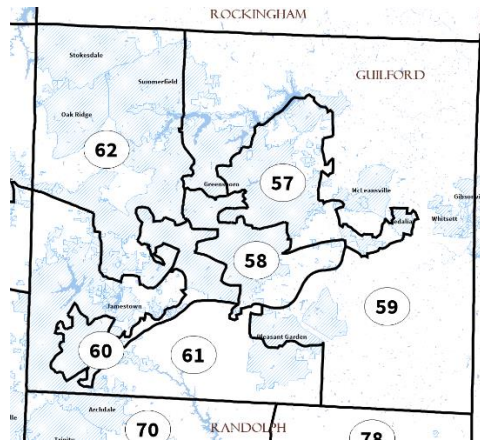 ROCKINGHAM
Stokesdale
Summerfield
GUILFORD
Oak Ridge
62
Greensboro
57
McLeansville
Whitsett
58
59
Jamestown
Pleasant Garden
60
61
Archdale
70
RANDOLPH
78